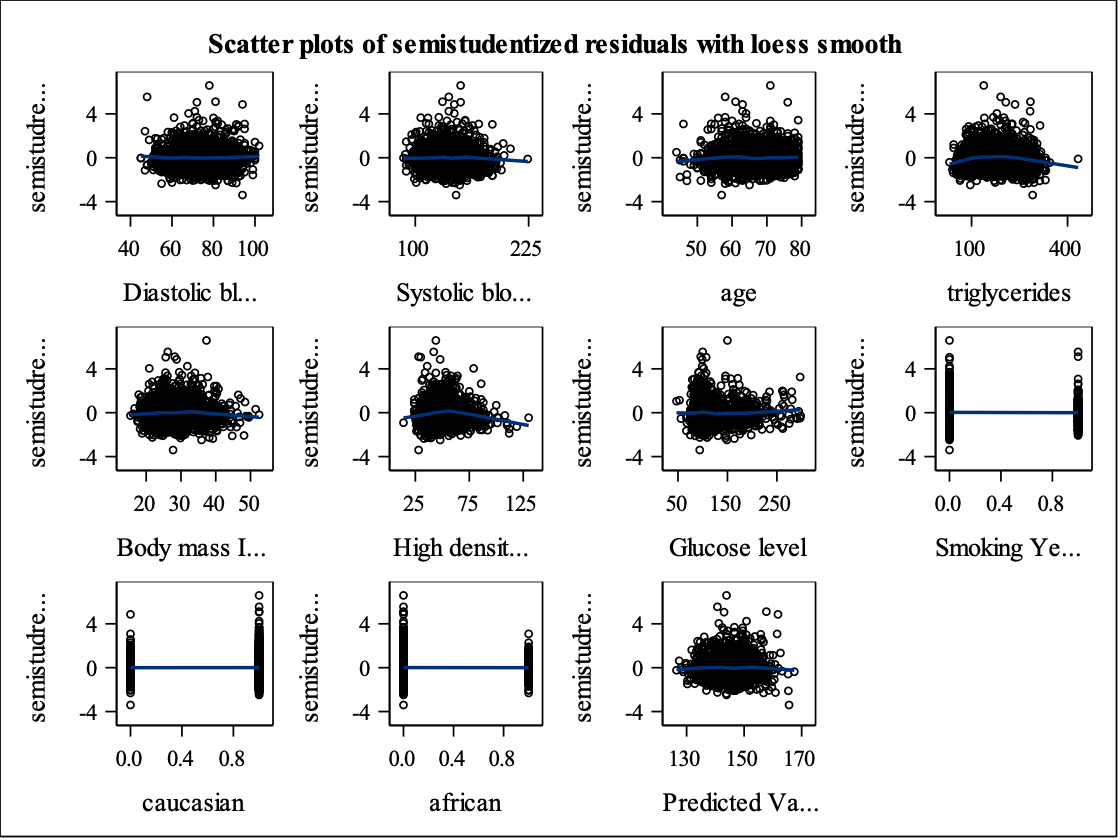 Scatter plots of semistudentized residuals with loess smooth
semistudre... 4 0 -4 semistudre... 4 0 -4 semistudre... 4 0 -4 semistudre... 4 0 -4
40 60 80 100 100 225 50 60 70 80 100 400
Diastolic bl... Systolic blo... age triglycerides
semistudre... 4 0 -4 semistudre... 4 0 -4 semistudre... 4 0 -4 semistudre... 4 0 -4
20 30 40 50 25 75 125 50 150 250 0.0 0.4 0.8
Body mass I... High densit... Glucose level Smoking Ye...
semistudre... 4 0 -4 semistudre... 4 0 -4 semistudre... 4 0 -4
0.0 0.4 0.8 0.0 0.4 0.8 130 150 170
caucasian african Predicted Va...